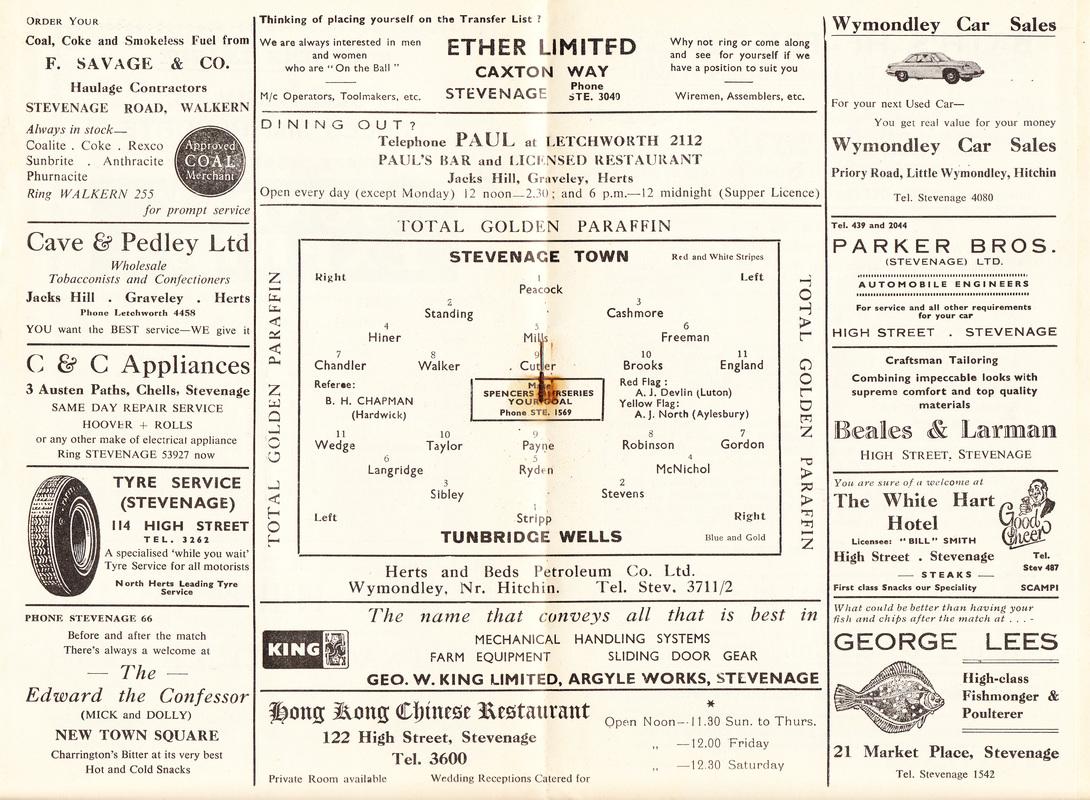 ORDER YOUR
Coal, Coke and Smokeless Fuel from
F. SAVAGE & CO.
Haulage Contractors
STEVENAGE ROAD, WALKERN
Always in stock—
Coalite . Coke . Rexco
Sunbrite . Anthracite
Phurnacite
Approved
COAL
Merchant
Ring WALKERN 255
for prompt service
Cave & Pedley Ltd
Wholesale
Tobacconists and Confectioners
Jacks Hill . Graveley . Herts
Phone Letchworth 4458
YOU want the BEST service—WE give it
C & C Appliances
3 Austen Paths, Chells, Stevenage
SAME DAY REPAIR SERVICE
HOOVER + ROLLS
or any other make of electrical appliance
Ring STEVENAGE 53927 now
TYRE SERVICE
(STEVENAGE)
114 HIGH STREET
TEL. 3262
A specialised 'while you wait'
Tyre Service for all motorists
North Herts Leading Tyre
Service
PHONE STEVENAGE 66
Before and after the match
There's always a welcome at
— The —
Edward the Confessor
(MICK and DOLLY)
NEW TOWN SQUARE
Charrington's Bitter at its very best
Hot and Cold Snacks
Thinking of placing yourself on the Transfer List ?
We are always interested in men
and women
who are "On the Ball"
M/c Operators, Toolmakers, etc.
ETHER LIMITED
CAXTON WAY
STEVENAGE
Phone
STE. 3040
Why not ring or come along
and see for yourself if we
have a position to suit you
Wiremen, Assemblers, etc.
DINING OUT?
Telephone PAUL at LETCHWORTH 2112
PAUL'S BAR and LICENSED RESTAURANT
Jacks Hill, Graveley, Herts
Open every day (except Monday) 12 noon—2.30; and 6 p.m.—12 midnight (Supper Licence)
TOTAL GOLDEN PARAFFIN
TOTAL GOLDEN PARAFFIN
TOTAL GOLDEN PARAFFIN
STEVENAGE TOWN
Red and White Stripes
Right
Left
1
Peacock
2 3
Standing Cashmore
4 5 6
Hiner Mills Freeman
7 8 9 10 11
Chandler Walker Cutler Brooks England
Referee:
B. H. CHAPMAN
(Hardwick)
SPENCERS NURSERIES
YOUR GOAL
Phone STE. 1569
Red Flag :
A. J. Devlin (Luton)
Yellow Flag:
A. J. North (Aylesbury)
11 10 9 8 7
Wedge Taylor Payne Robinson Gordon
6 5 4
Langridge Ryden McNichol
3 2
Sibley Stevens
1
Left Stripp Right
TUNBRIDGE WELLS
Blue and Gold
Herts and Beds Petroleum Co. Ltd.
Wymondley, Nr. Hitchin. Tel. Stev. 3711/2
The name that conveys all that is best in
KING
MECHANICAL HANDLING SYSTEMS
FARM EQUIPMENT SLIDING DOOR GEAR
GEO. W. KING LIMITED, ARGYLE WORKS, STEVENAGE
Hong Kong Chinese Restaurant
122 High Street, Stevenage
Tel. 3600
Private Room available Wedding Receptions Catered for
*
Open Noon—11.30 Sun. to Thurs.
„ —12.00 Friday
„ —12.30 Saturday
Wymondley Car Sales
For your next Used Car—
You get real value for your money
Wymondley Car Sales
Priory Road, Little Wymondley, Hitchin
Tel. Stevenage 4080
Tel. 439 and 2044
PARKER BROS.
(STEVENAGE) LTD.
AUTOMOBILE ENGINEERS
For service and all other requirements
for your car
HIGH STREET . STEVENAGE
Craftsman Tailoring
Combining impeccable looks with
supreme comfort and top quality
materials
Beales & Larman
HIGH STREET, STEVENAGE
You are sure of a welcome at
The White Hart
Hotel
Licensee: "BILL" SMITH
High Street . Stevenage
— STEAKS —
First class Snacks our Speciality
Good
Cheer
Tel.
Stev 487
SCAMPI
What could be better than having your
fish and chips after the match at . . . -
GEORGE LEES
High-class
Fishmonger &
Poulterer
21 Market Place, Stevenage
Tel. Stevenage 1542